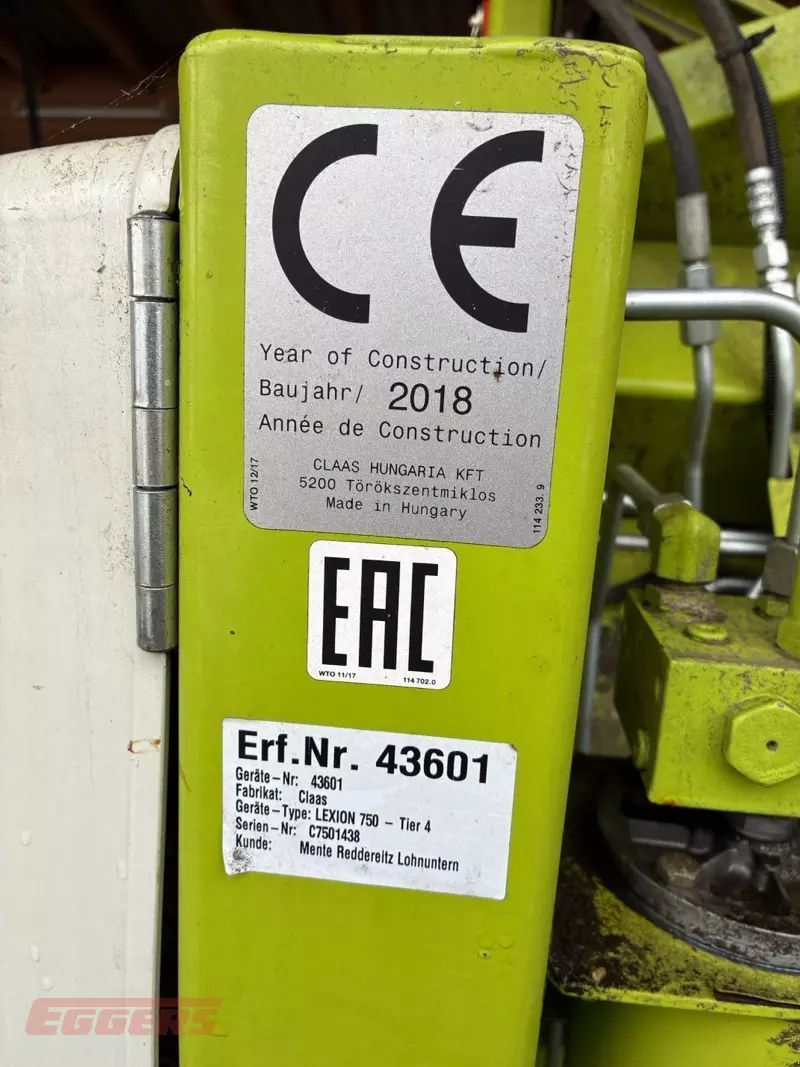 CE
Year of Construction/
Baujahr/ 2018
Année de Construction
CLAAS HUNGARIA KFT
5200 Törökszentmiklos
Made in Hungary
WTO 12/17
114 233. 9
EAC
WTO 11/17
114 702.0
Erf.Nr. 43601
Geräte-Nr: 43601
Fabrikat: Claas
Geräte-Type: LEXION 750 - Tier 4
Serien-Nr: C7501438
Kunde: Mente Reddereitz Lohnuntern
EGGERS